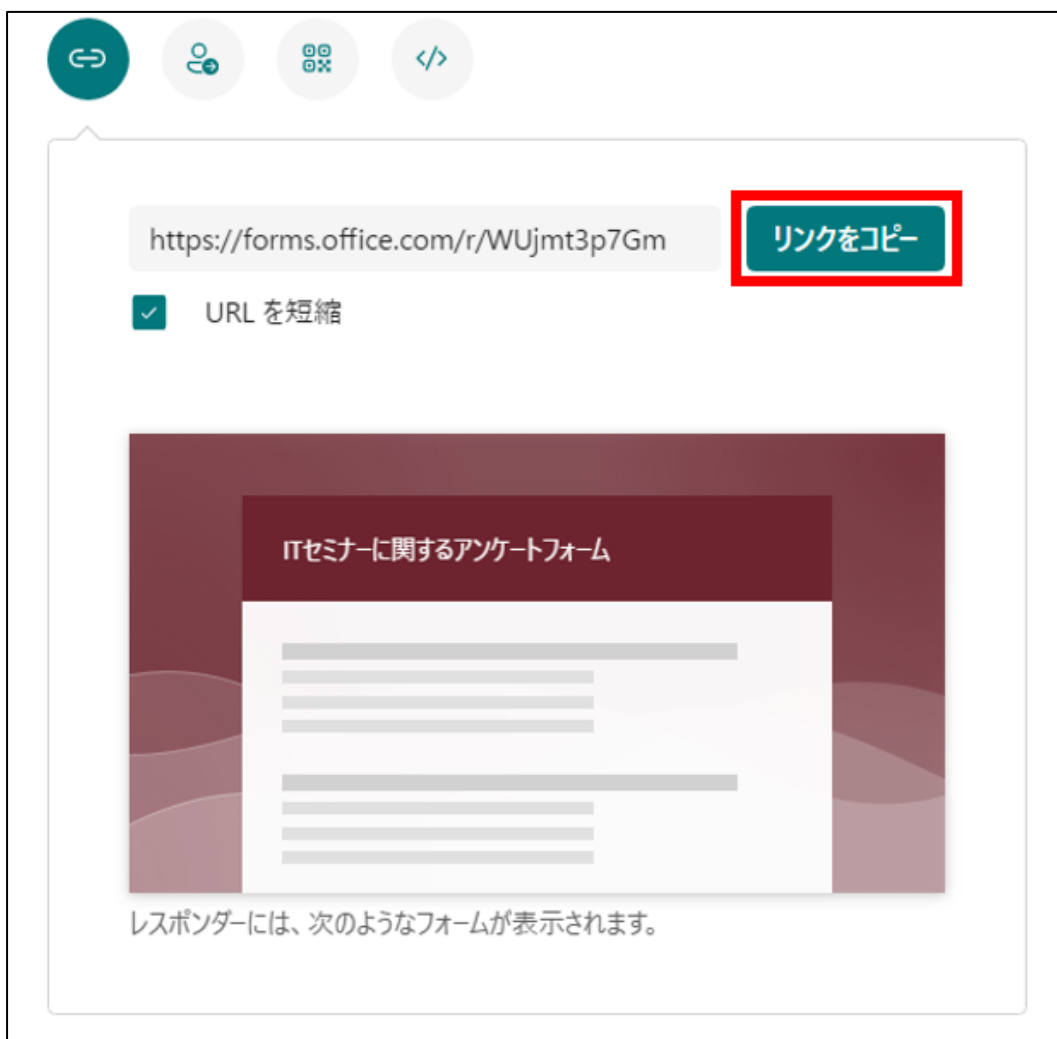 https://forms.office.com/r/WUjmt3p7Gm
リンクをコピー
URL を短縮
ITセミナーに関するアンケートフォーム
レスポンダーには、次のようなフォームが表示されます。